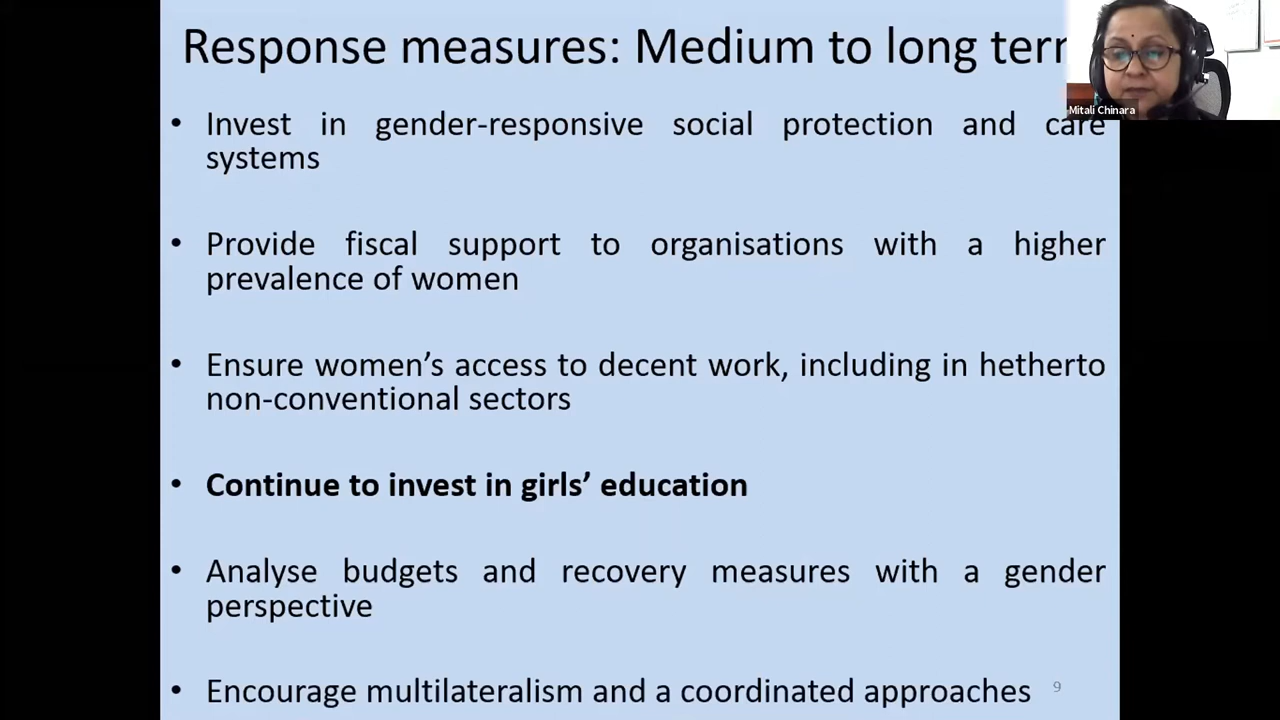 Response measures: Medium to long term
Mitali Chinara
• Invest in gender-responsive social protection and care
systems
• Provide fiscal support to organisations with a higher
prevalence of women
• Ensure women’s access to decent work, including in hetherto
non-conventional sectors
• Continue to invest in girls’ education
• Analyse budgets and recovery measures with a gender
perspective
• Encourage multilateralism and a coordinated approaches
9